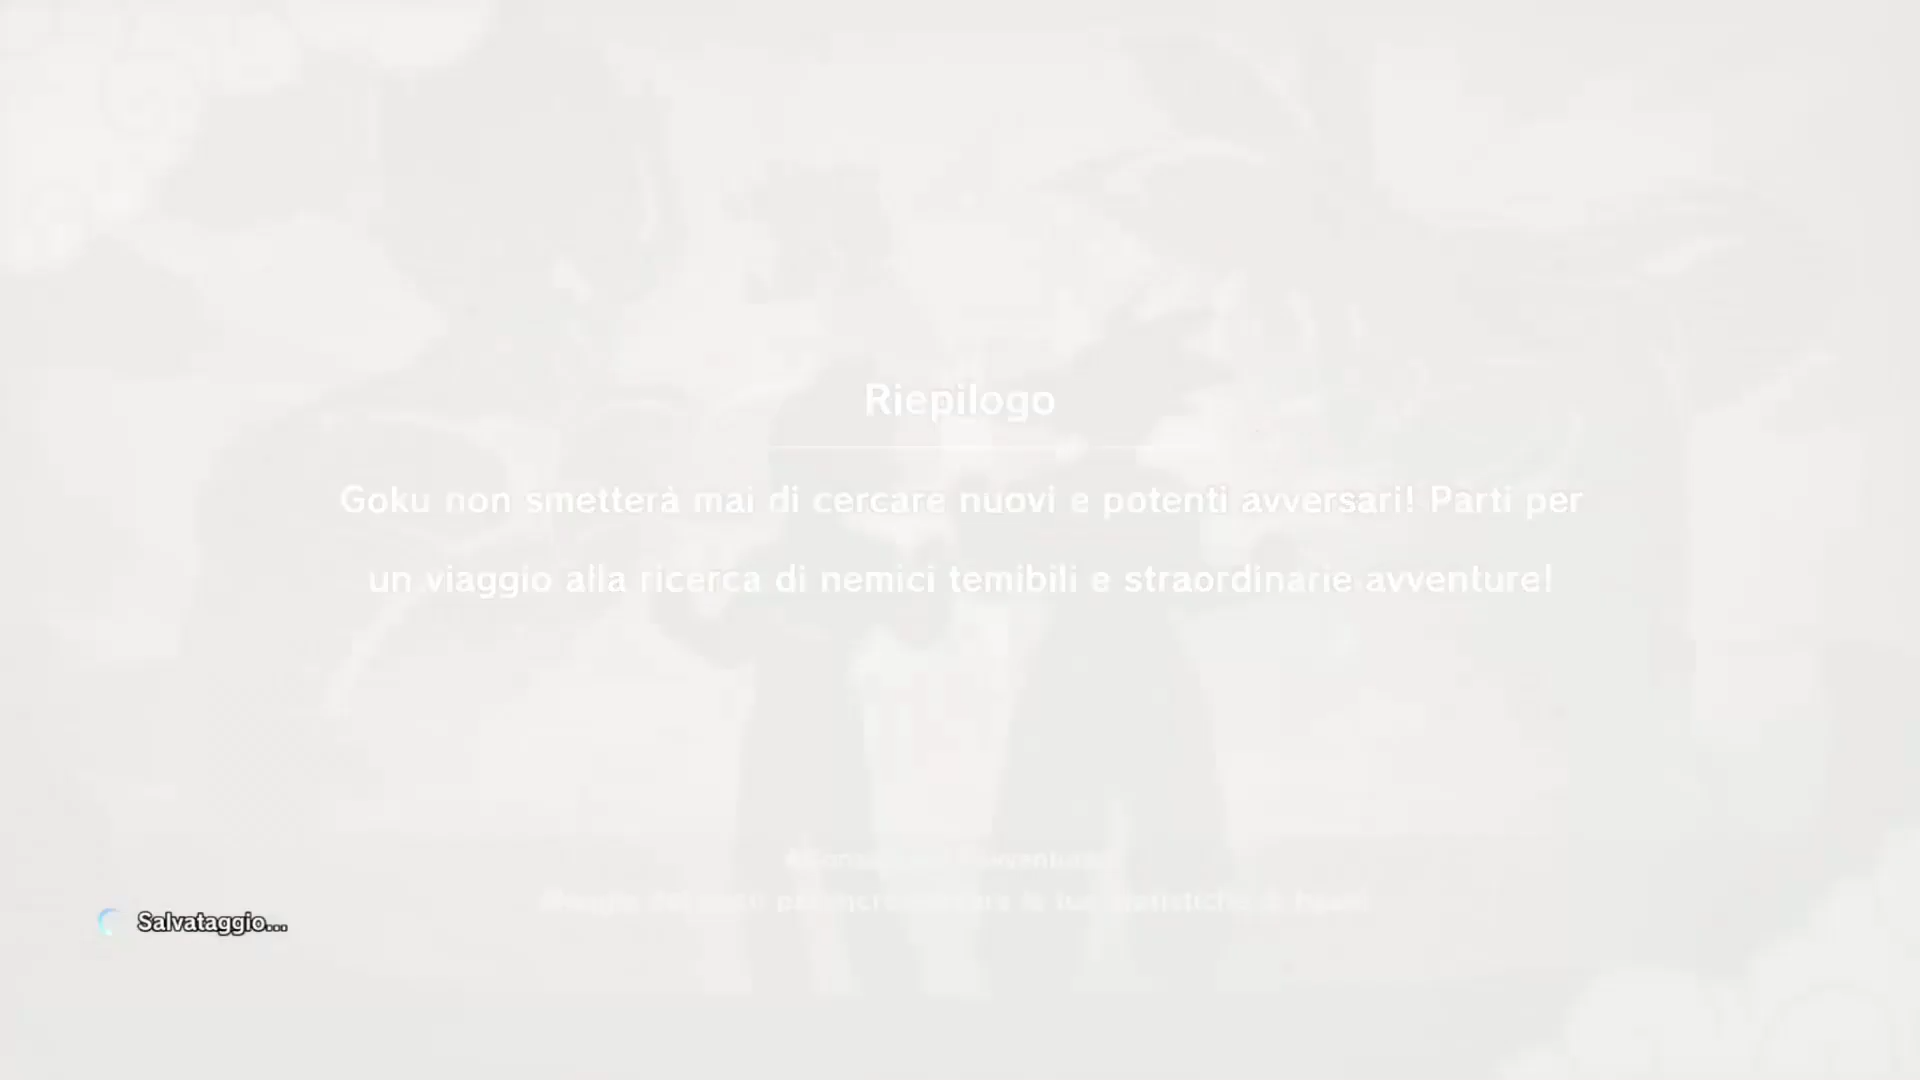 Riepilogo
Goku non smetterà mai di cercare nuovi e potenti avversari! Parti per
un viaggio alla ricerca di nemici temibili e straordinarie avventure!
Salvataggio...